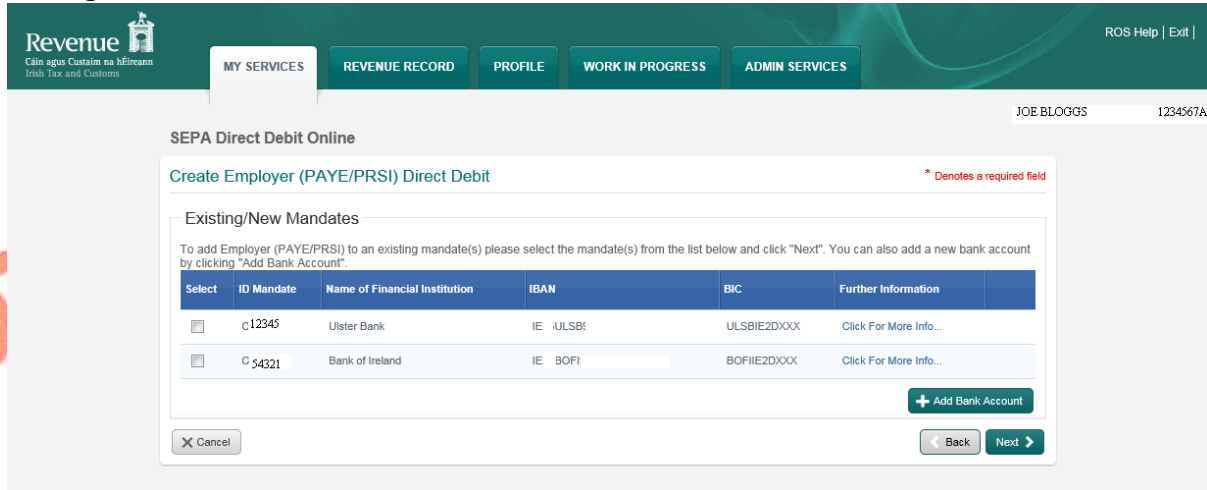 Revenue
Cáin agus Custaim na hÉireann
Irish Tax and Customs
ROS Help | Exit |
MY SERVICES REVENUE RECORD PROFILE WORK IN PROGRESS ADMIN SERVICES
JOE BLOGGS 1234567A
SEPA Direct Debit Online
Create Employer (PAYE/PRSI) Direct Debit
* Denotes a required field
Existing/New Mandates
To add Employer (PAYE/PRSI) to an existing mandate(s) please select the mandate(s) from the list below and click "Next". You can also add a new bank account
by clicking "Add Bank Account".
Select ID Mandate Name of Financial Institution IBAN BIC Further Information
C12345 Ulster Bank IE ULSBIE2DXXX Click For More Info...
C 54321 Bank of Ireland IE BOFI BOFIIE2DXXX Click For More Info...
Add Bank Account
Cancel Back Next